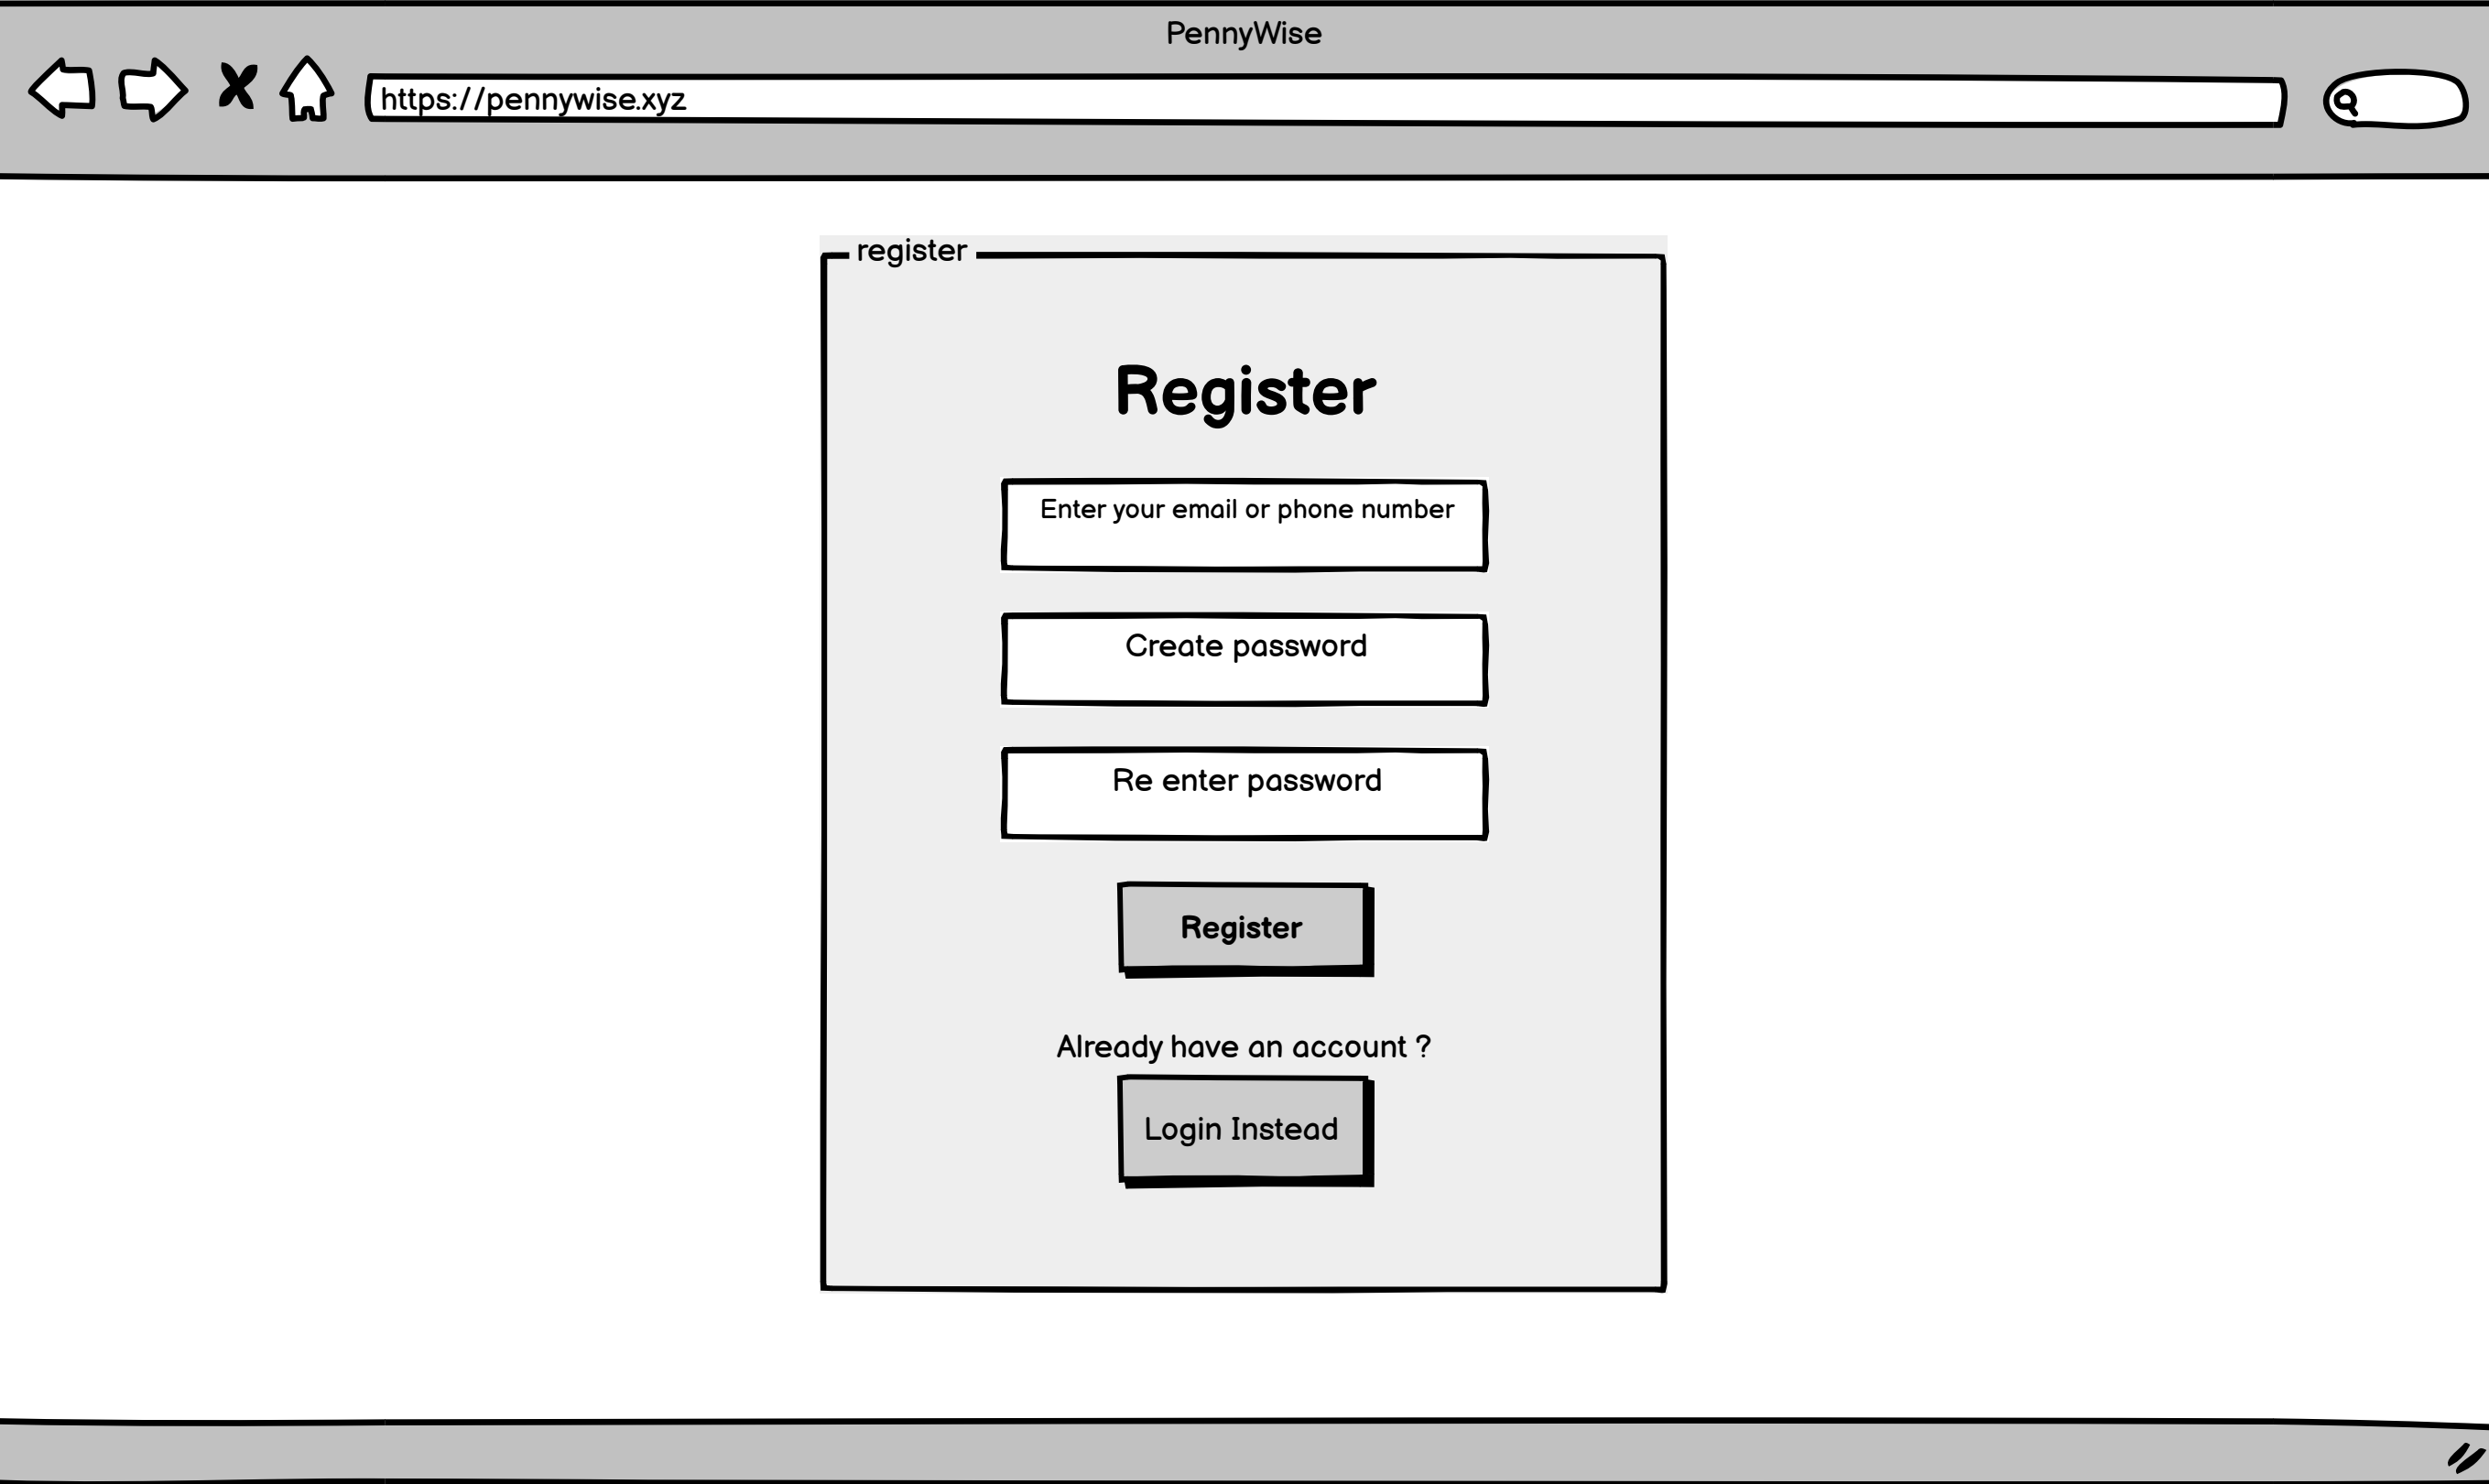 PennyWise
https://pennywise.xyz
register
Register
Enter your email or phone number
Create password
Re enter password
Register
Already have an account ?
Login Instead